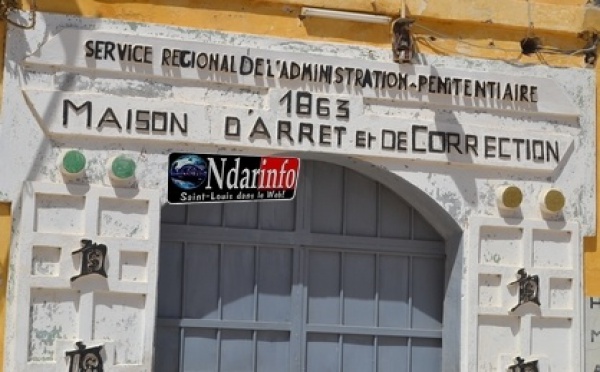 SERVICE REGIONAL DE L'ADMINISTRATION PENITENTIAIRE
1863
MAISON D'ARRET et DE CORRECTION
Ndarinfo
Saint-Louis dans le Web!